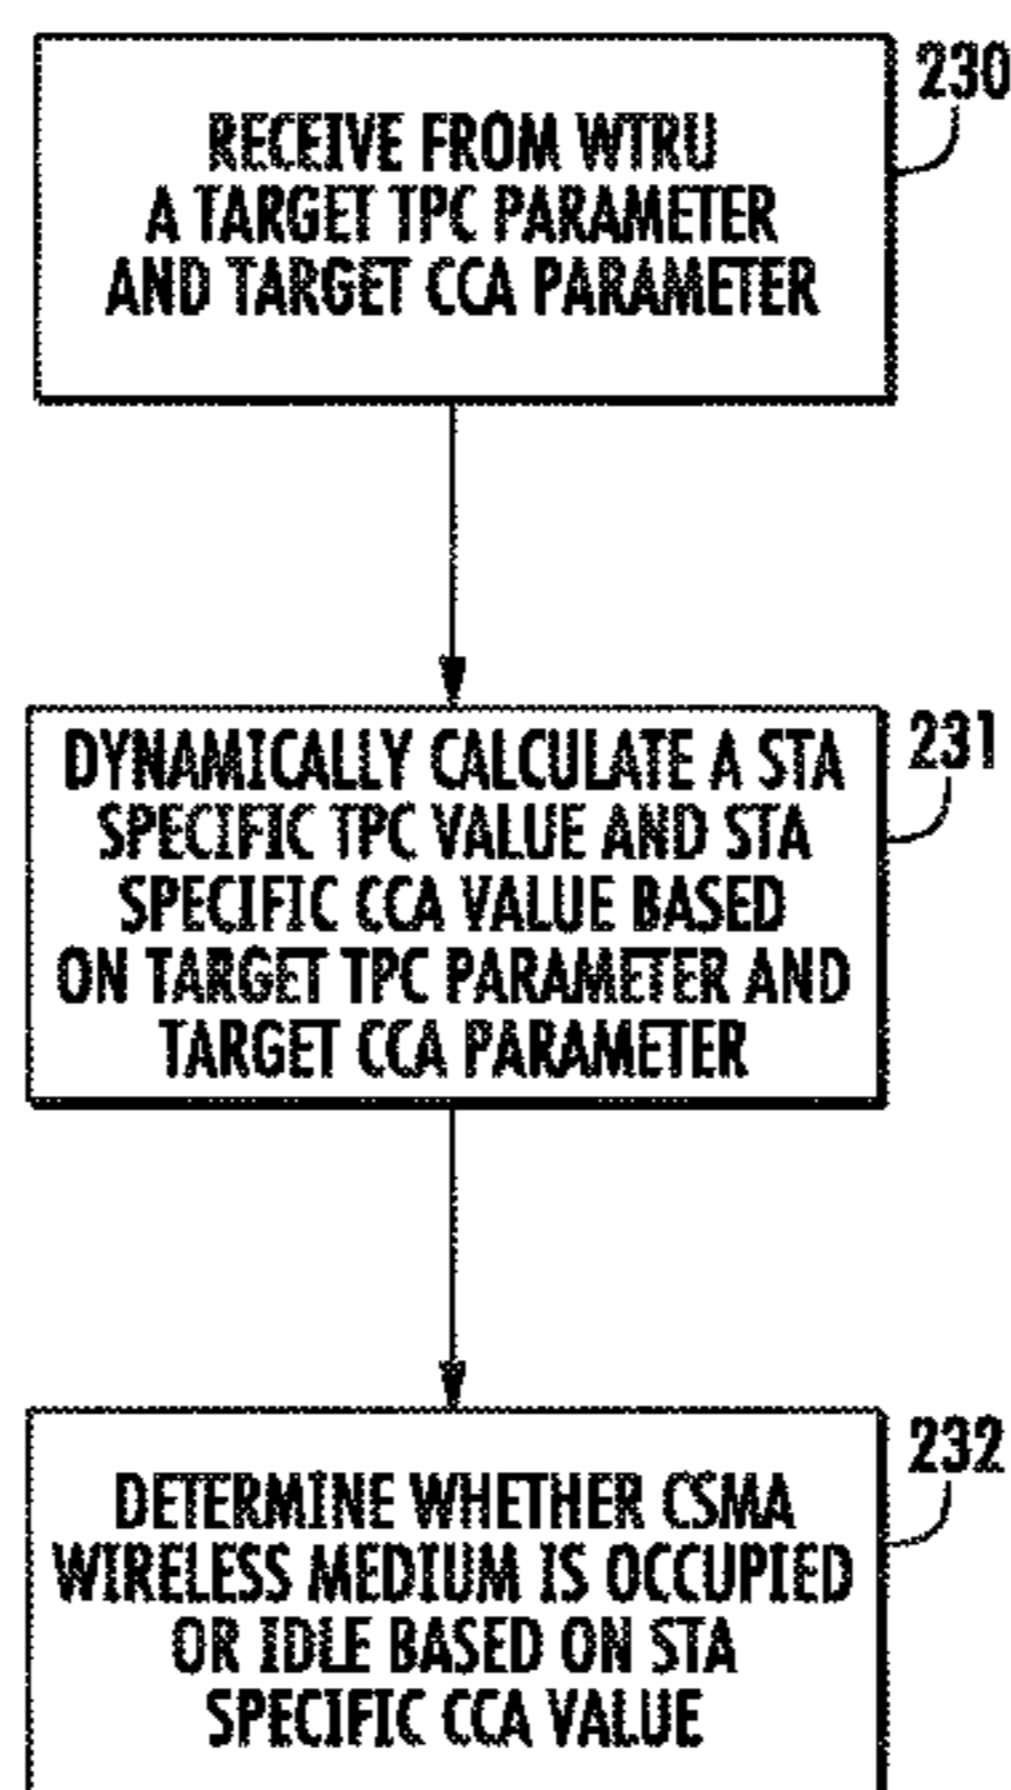 230
RECEIVE FROM WTRU
A TARGET TPC PARAMETER
AND TARGET CCA PARAMETER
231
DYNAMICALLY CALCULATE A STA
SPECIFIC TPC VALUE AND STA
SPECIFIC CCA VALUE BASED
ON TARGET TPC PARAMETER AND
TARGET CCA PARAMETER
232
DETERMINE WHETHER CSMA
WIRELESS MEDIUM IS OCCUPIED
OR IDLE BASED ON STA
SPECIFIC CCA VALUE